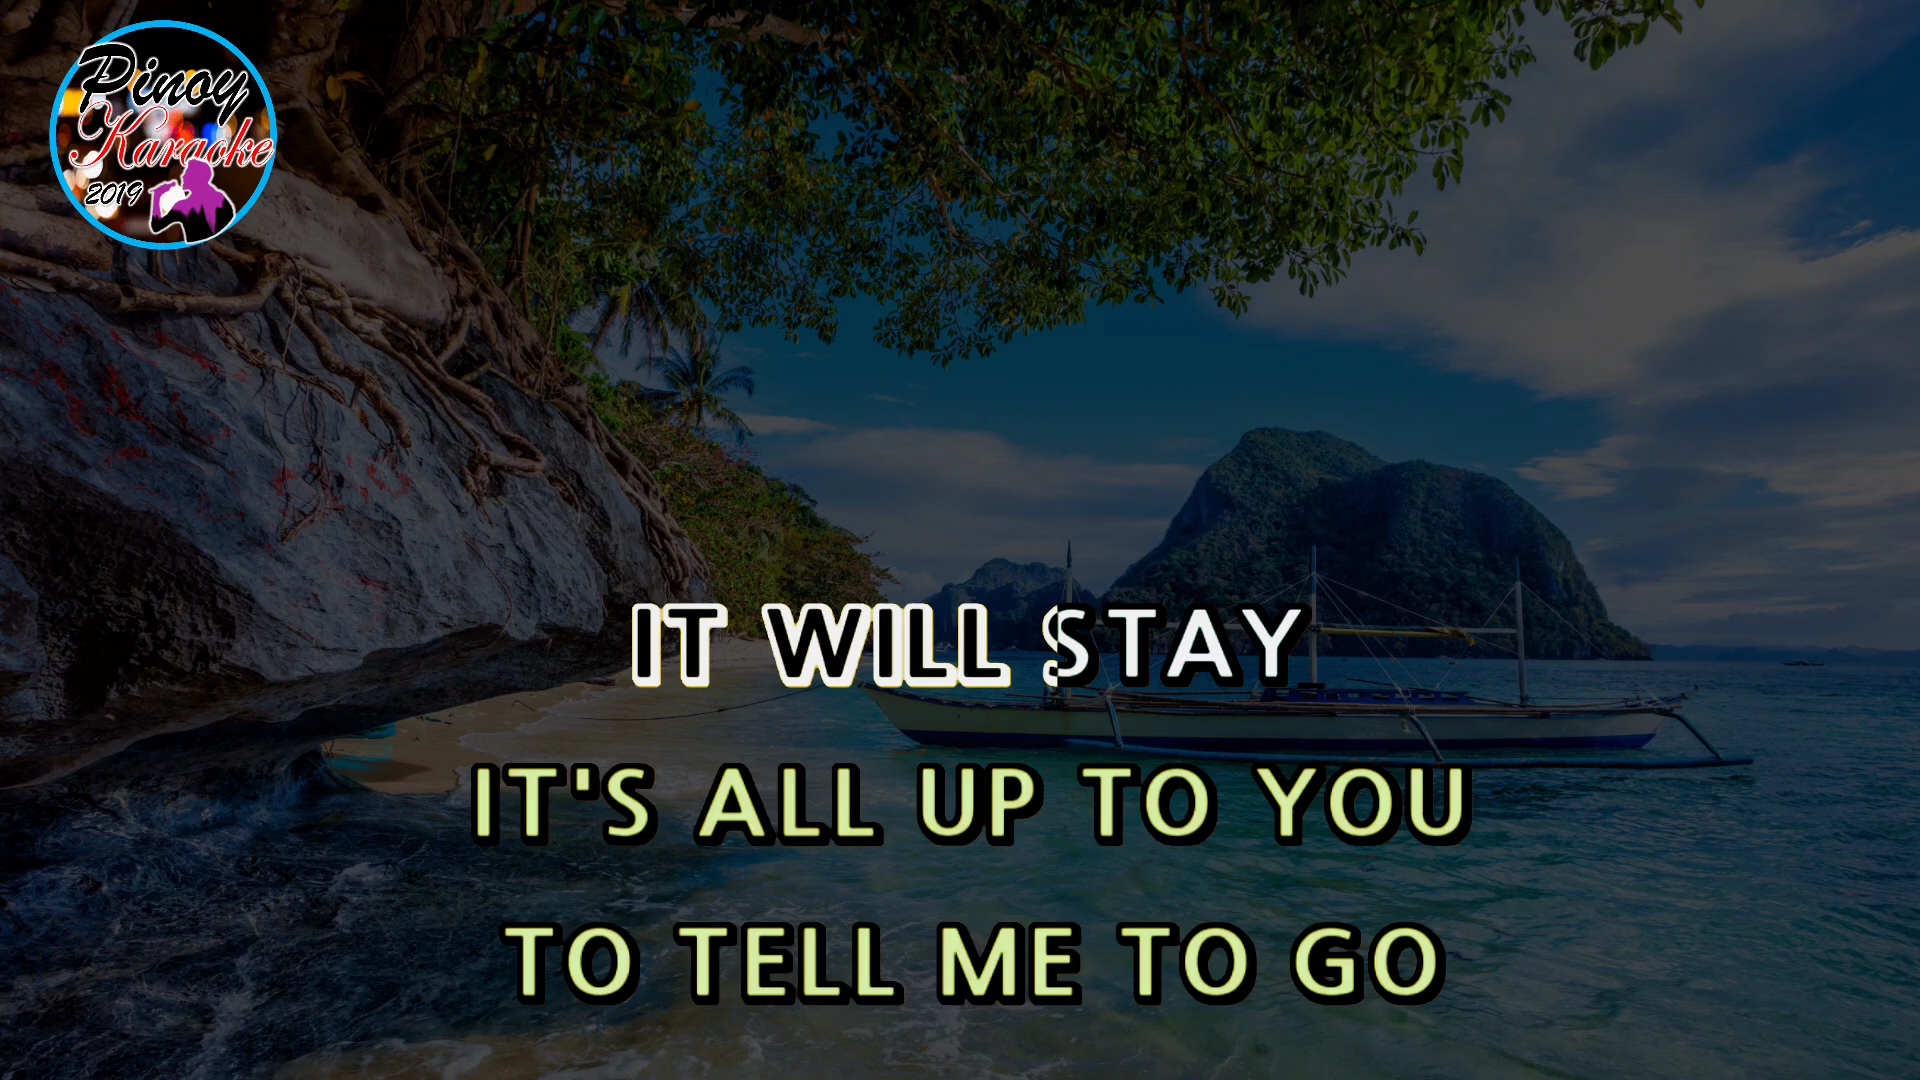 Pinoy
Karaoke
2019
IT WILL STAY
IT'S ALL UP TO YOU
TO TELL ME TO GO